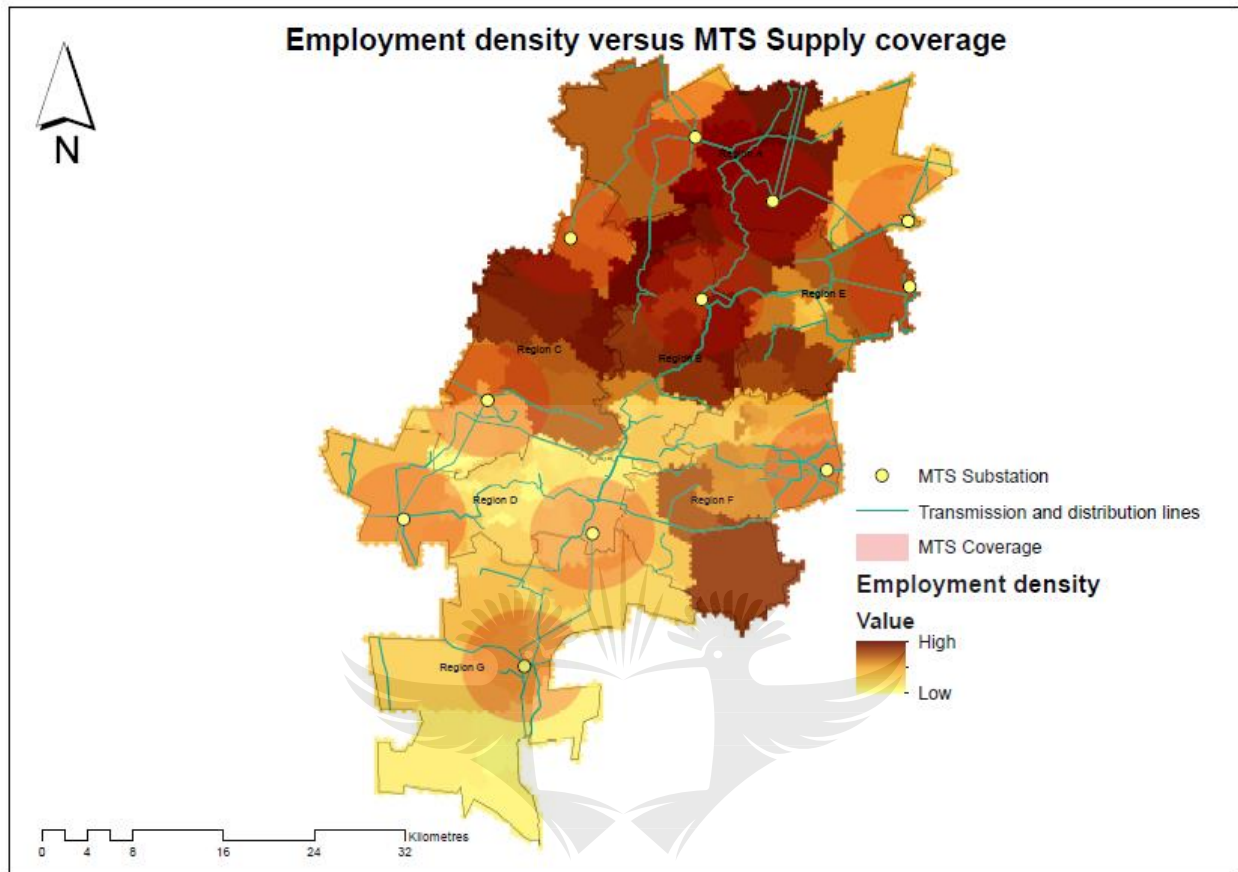 Employment density versus MTS Supply coverage
N
Region A
Region E
Region C
Region B
Region D
Region F
Region G
MTS Substation
Transmission and distribution lines
MTS Coverage
Employment density
Value
High
Low
Kilometres
0 4 8 16 24 32